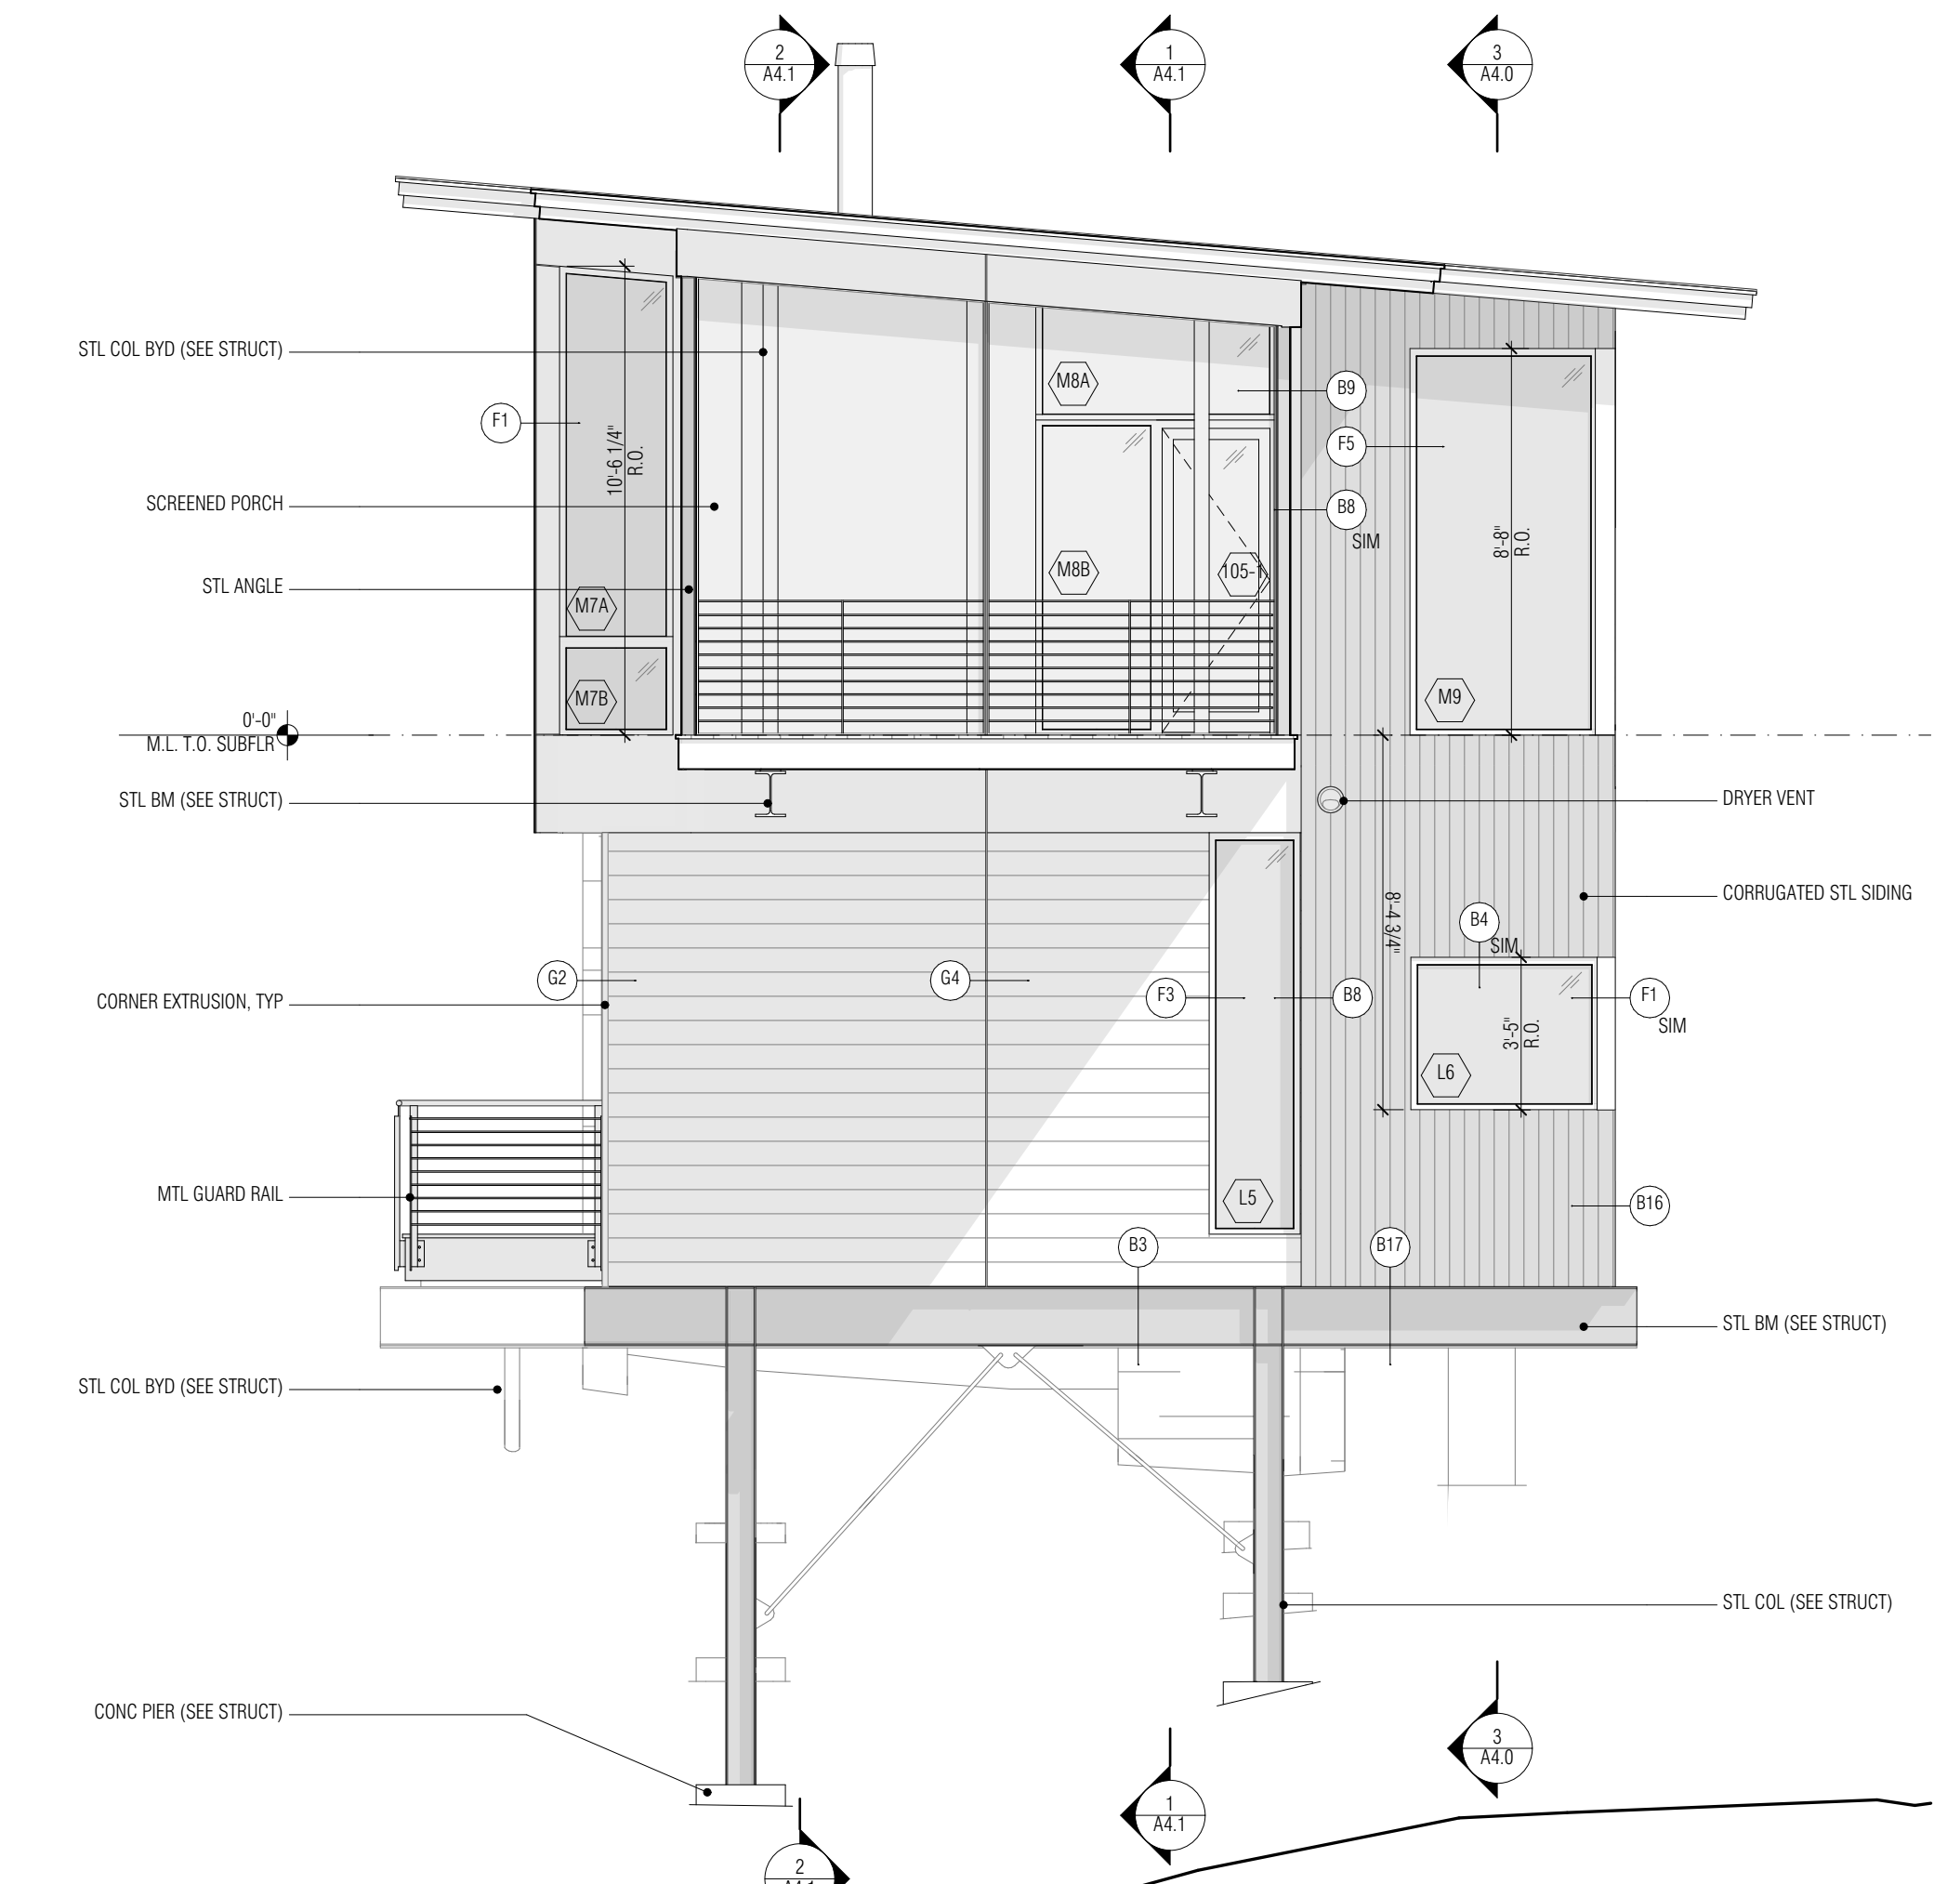 2
A4.1
1
A4.1
3
A4.0
STL COL BYD (SEE STRUCT)
M8A
B9
F1
10'-6 1/4"
R.O.
F5
SCREENED PORCH
B8
SIM
8'-8"
R.O.
STL ANGLE
M7A
M8B
105-1
M7B
M9
0'-0"
M.L. T.O. SUBFLR
STL BM (SEE STRUCT)
DRYER VENT
8'-4 3/4"
CORRUGATED STL SIDING
B4
SIM
G2
G4
F3
B8
F1
SIM
CORNER EXTRUSION, TYP
3'-5"
R.O.
L6
MTL GUARD RAIL
L5
B16
B3
B17
STL BM (SEE STRUCT)
STL COL BYD (SEE STRUCT)
STL COL (SEE STRUCT)
CONC PIER (SEE STRUCT)
3
A4.0
1
A4.1
2
A4.1